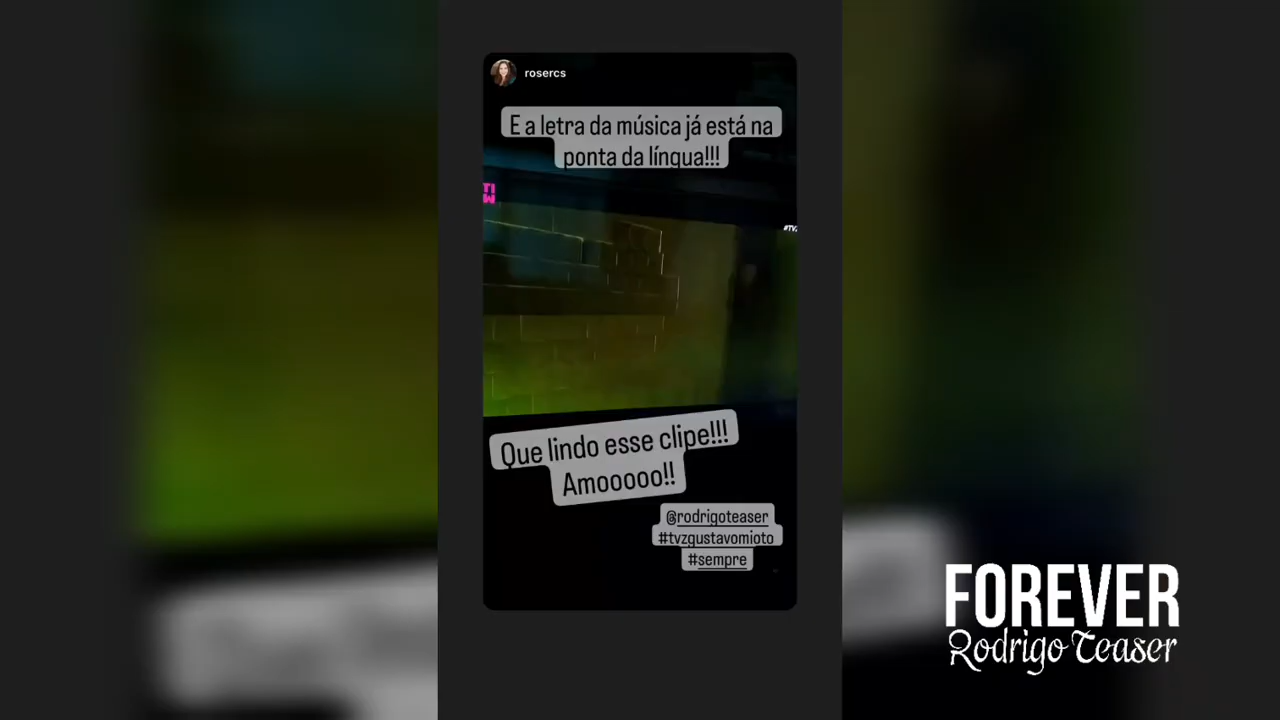 rosercs
E a letra da música já está na
ponta da língua!!!
#TVZ
Que lindo esse clipe!!!
Amooooo!!
@rodrigoteaser
#tvzgustavomioto
#sempre
FOREVER
Rodrigo Teaser